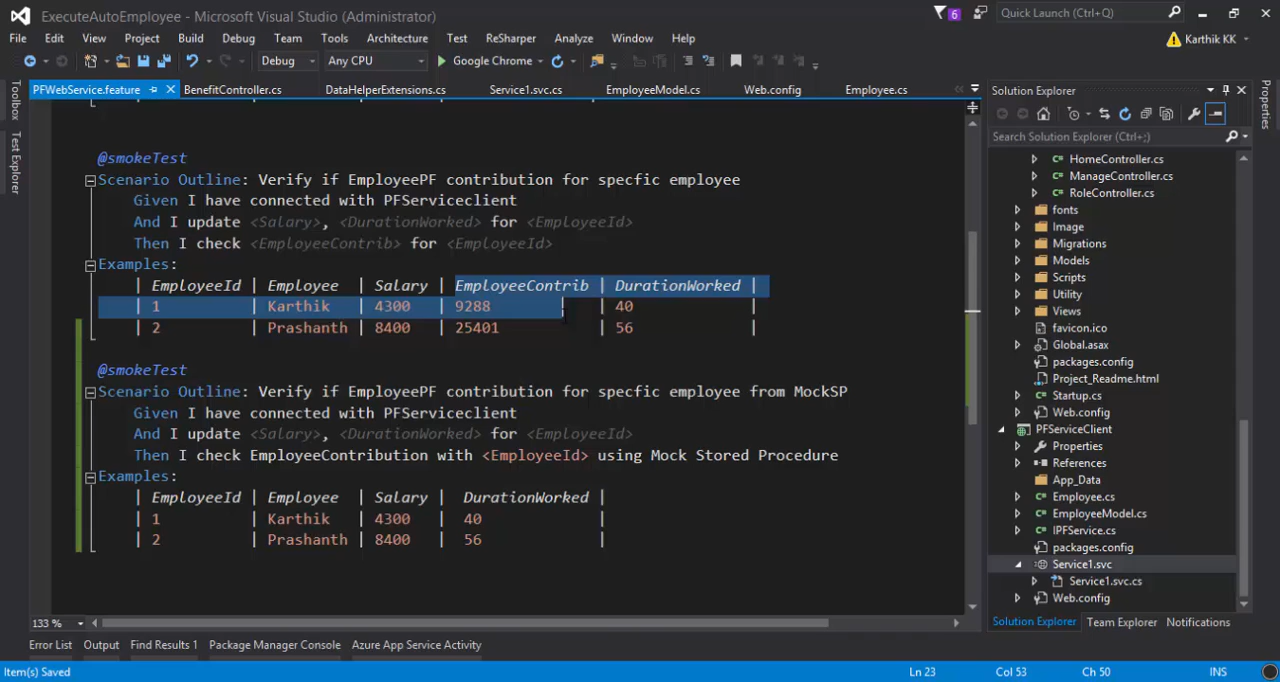 ExecuteAutoEmployee - Microsoft Visual Studio (Administrator)
6
Quick Launch (Ctrl+Q)
File Edit View Project Build Debug Team Tools Architecture Test ReSharper Analyze Window Help
Karthik KK
Debug Any CPU Google Chrome
PFWebService.feature BenefitController.cs DataHelperExtensions.cs Service1.svc.cs EmployeeModel.cs Web.config Employee.cs
Toolbox
Test Explorer
@smokeTest
Scenario Outline: Verify if EmployeePF contribution for specfic employee
Given I have connected with PFServiceclient
And I update <Salary>, <DurationWorked> for <EmployeeId>
Then I check <EmployeeContrib> for <EmployeeId>
Examples:
| EmployeeId | Employee | Salary | EmployeeContrib | DurationWorked |
| 1 | Karthik | 4300 | 9288 | 40 |
| 2 | Prashanth | 8400 | 25401 | 56 |
@smokeTest
Scenario Outline: Verify if EmployeePF contribution for specfic employee from MockSP
Given I have connected with PFServiceclient
And I update <Salary>, <DurationWorked> for <EmployeeId>
Then I check EmployeeContribution with <EmployeeId> using Mock Stored Procedure
Examples:
| EmployeeId | Employee | Salary | DurationWorked |
| 1 | Karthik | 4300 | 40 |
| 2 | Prashanth | 8400 | 56 |
133 %
Solution Explorer
Search Solution Explorer (Ctrl+;)
HomeController.cs
ManageController.cs
RoleController.cs
fonts
Image
Migrations
Models
Scripts
Utility
Views
favicon.ico
Global.asax
packages.config
Project_Readme.html
Startup.cs
Web.config
PFServiceClient
Properties
References
App_Data
Employee.cs
EmployeeModel.cs
IPFService.cs
packages.config
Service1.svc
Service1.svc.cs
Web.config
Solution Explorer Team Explorer Notifications
Properties
Error List Output Find Results 1 Package Manager Console Azure App Service Activity
Item(s) Saved Ln 23 Col 53 Ch 50 INS